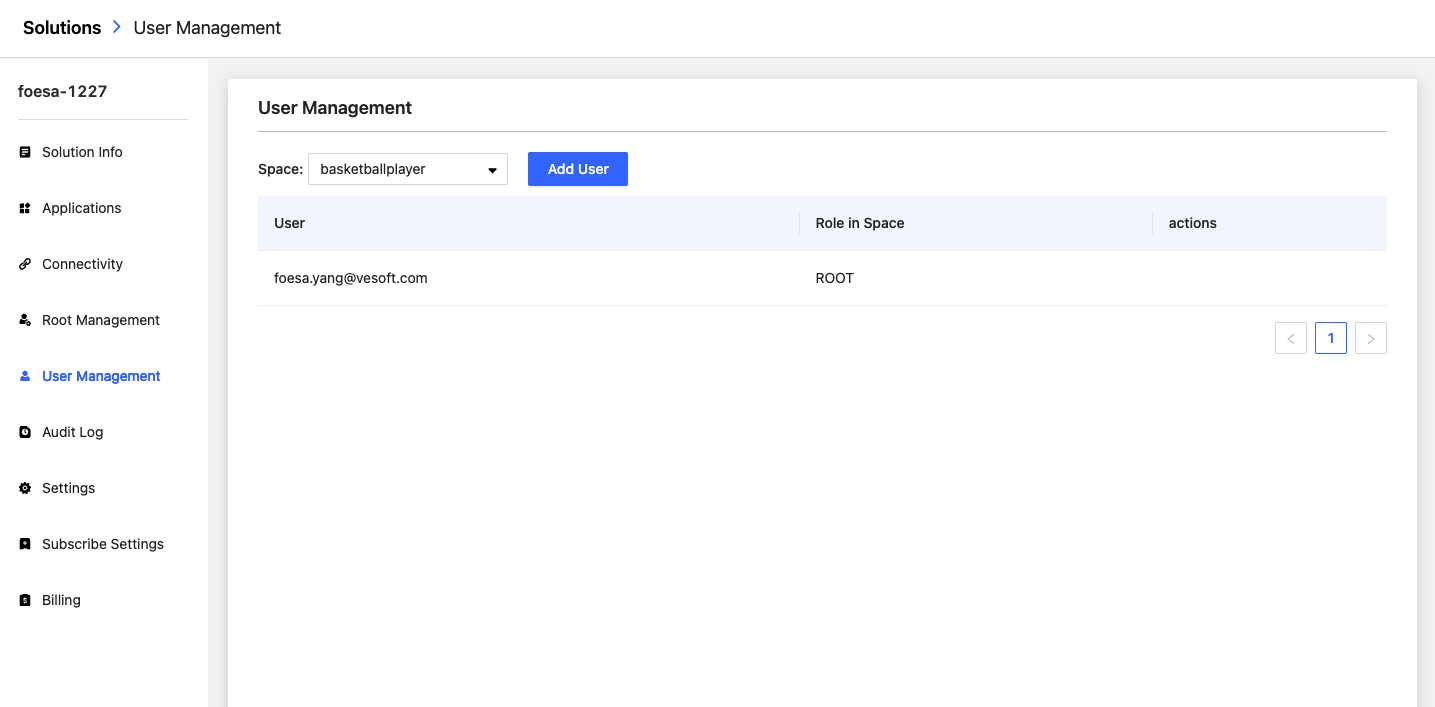 Solutions > User Management
foesa-1227
Solution Info
Applications
Connectivity
Root Management
User Management
Audit Log
Settings
Subscribe Settings
Billing
User Management
Space: basketballplayer Add User
User Role in Space actions
foesa.yang@vesoft.com ROOT
< 1 >